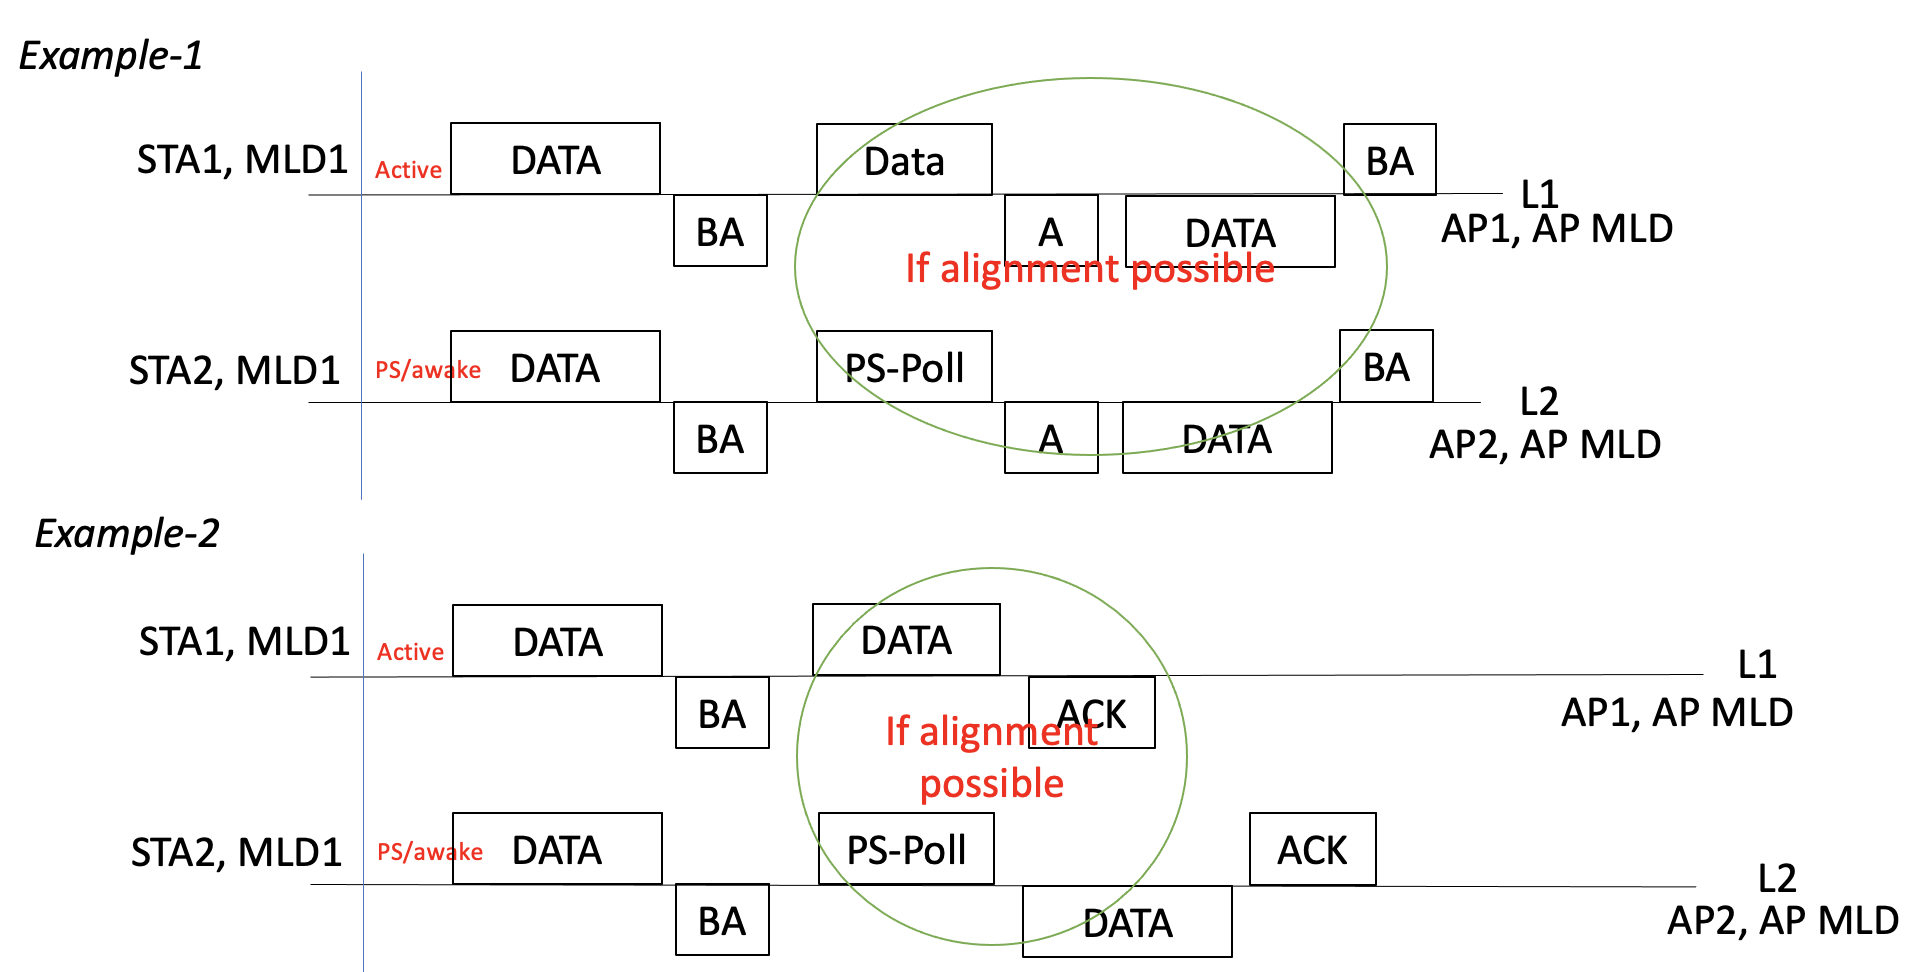 Example-1
STA1, MLD1
Active
DATA
Data
BA
L1
BA
A
DATA
AP1, AP MLD
If alignment possible
STA2, MLD1
PS/awake
DATA
PS-Poll
BA
L2
BA
A
DATA
AP2, AP MLD
Example-2
STA1, MLD1
Active
DATA
DATA
L1
BA
ACK
AP1, AP MLD
If alignment
possible
STA2, MLD1
PS/awake
DATA
PS-Poll
ACK
L2
BA
DATA
AP2, AP MLD